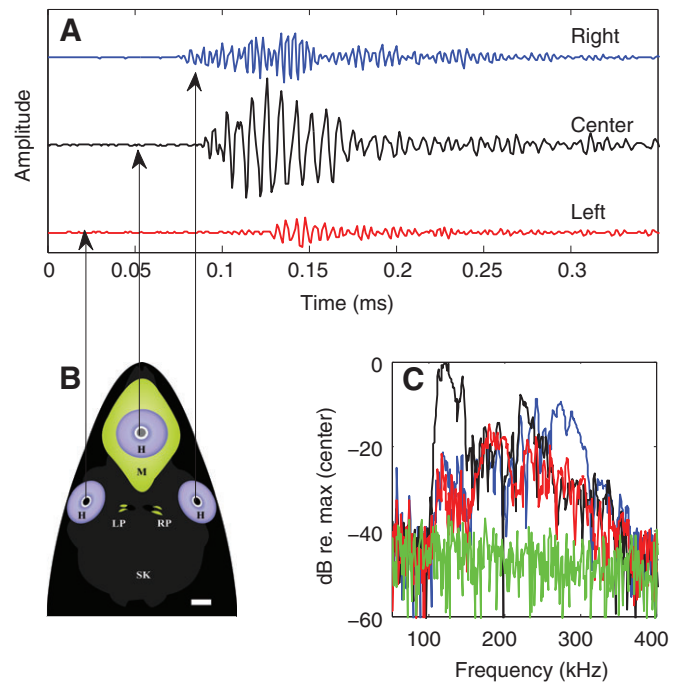 A
Right
Center
Left
Amplitude
0 0.05 0.1 0.15 0.2 0.25 0.3
Time (ms)
B
H
M
H
H
LP
RP
SK
C
dB re. max (center)
0
−20
−40
−60
100 200 300 400
Frequency (kHz)